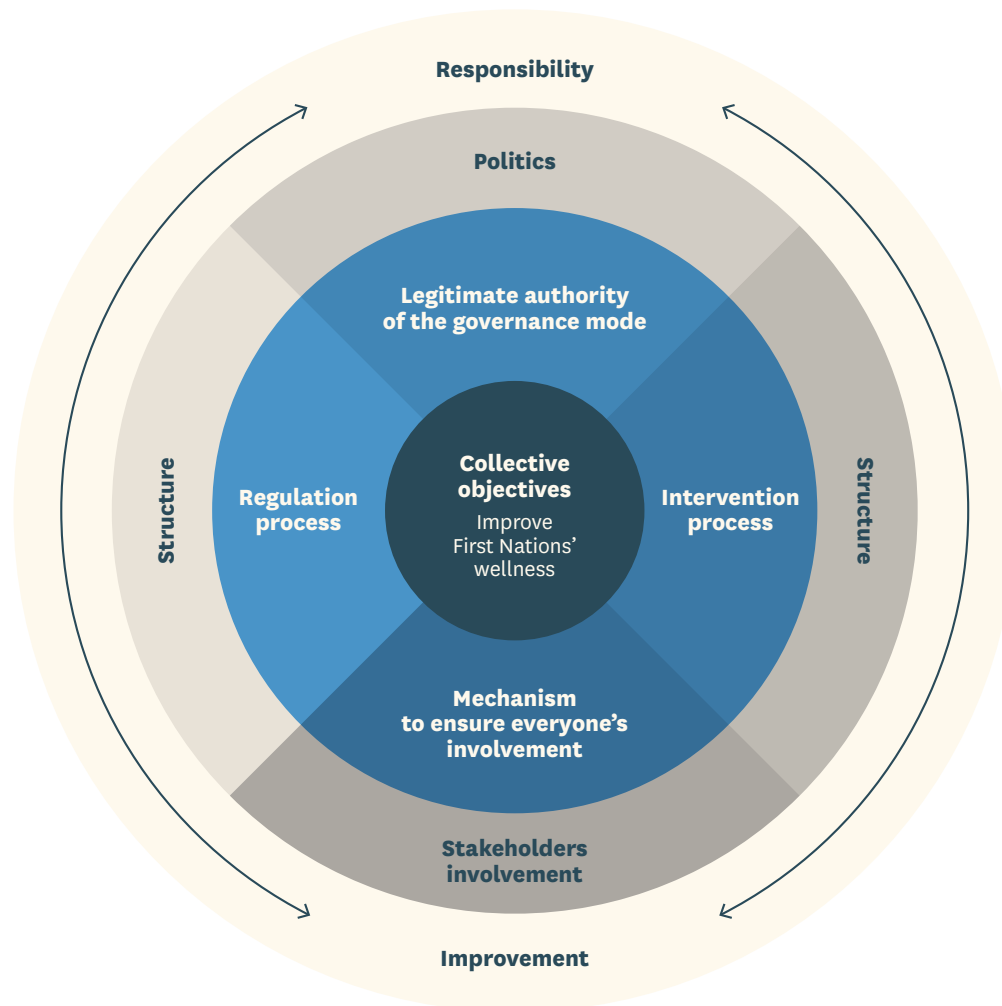 Responsibility
Politics
Legitimate authority
of the governance mode
Structure
Regulation
process
Collective
objectives
Improve
First Nations’
wellness
Intervention
process
Structure
Mechanism
to ensure everyone’s
involvement
Stakeholders
involvement
Improvement